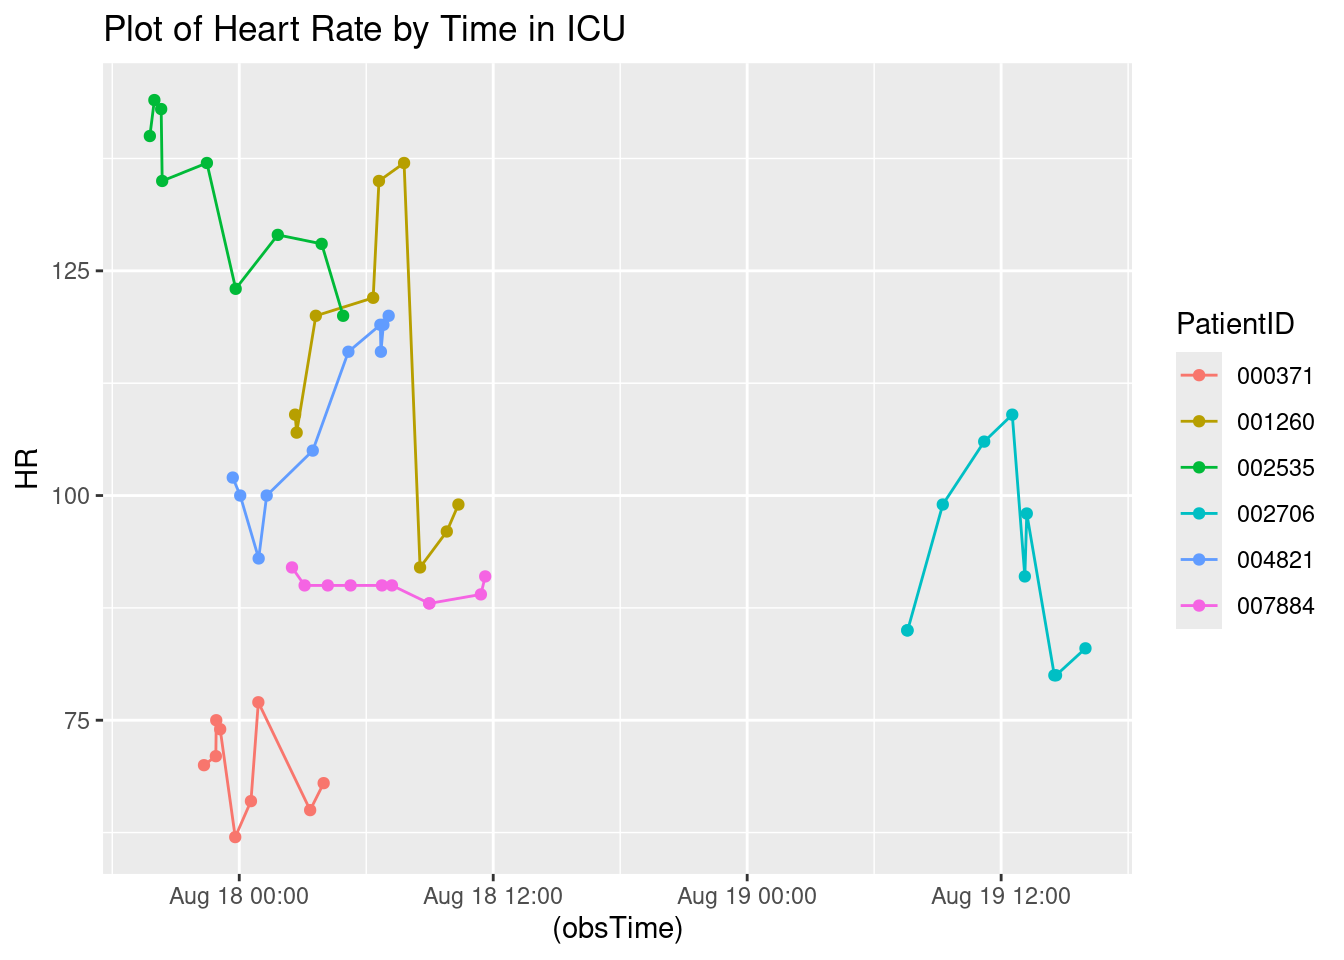 Plot of Heart Rate by Time in ICU
HR
125
100
75
Aug 18 00:00
Aug 18 12:00
Aug 19 00:00
Aug 19 12:00
(obsTime)
PatientID
000371
001260
002535
002706
004821
007884